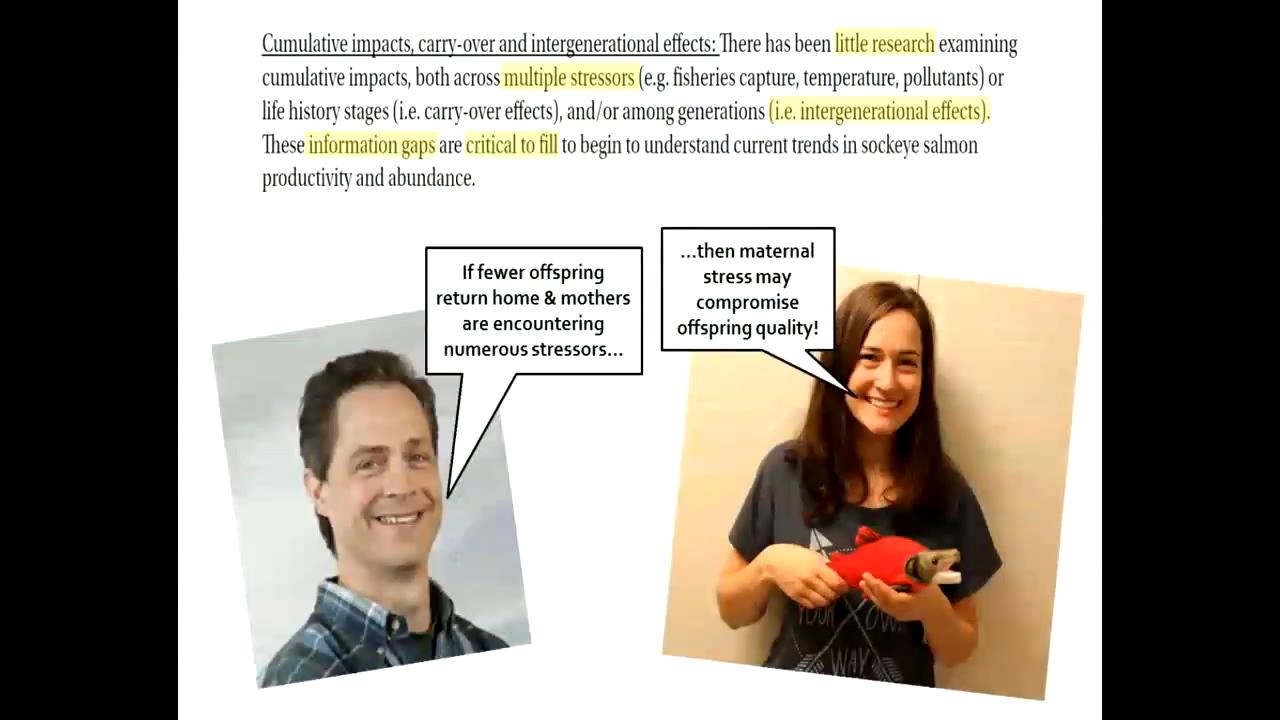 Cumulative impacts, carry-over and intergenerational effects: There has been little research examining
cumulative impacts, both across multiple stressors (e.g. fisheries capture, temperature, pollutants) or
life history stages (i.e. carry-over effects), and/or among generations (i.e. intergenerational effects).
These information gaps are critical to fill to begin to understand current trends in sockeye salmon
productivity and abundance.
If fewer offspring
return home & mothers
are encountering
numerous stressors...
...then maternal
stress may
compromise
offspring quality!
YOUR OWN
WAY